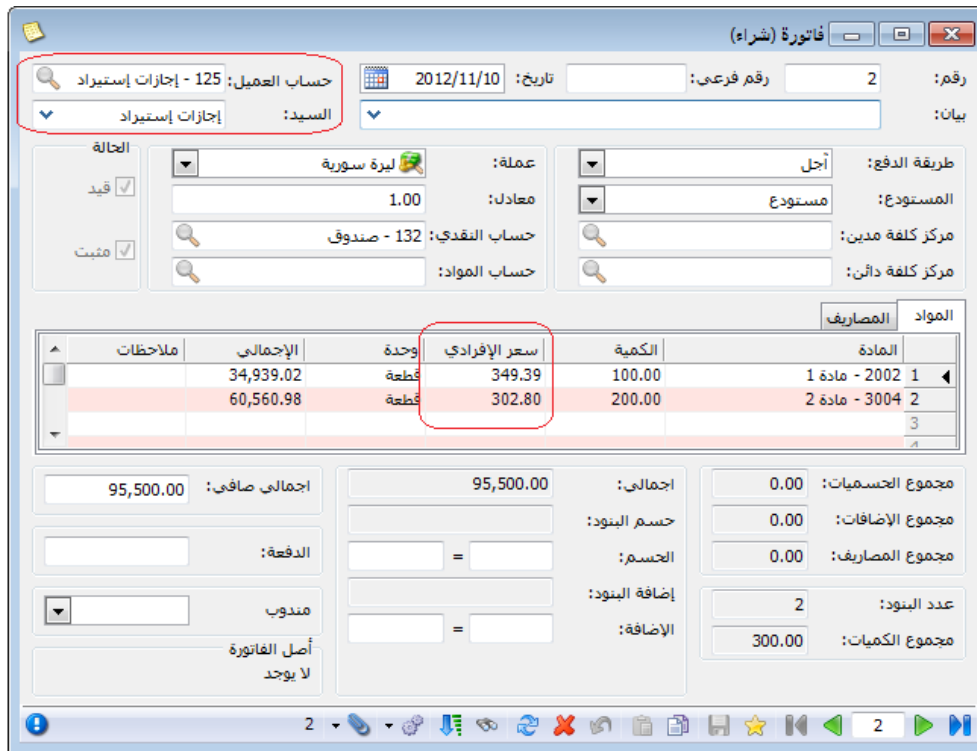 فاتورة (شراء)
رقم: 2 رقم فرعي: تاريخ: 2012/11/10 حساب العميل: 125 - إجازات إستيراد
بيان: السيد: إجازات إستيراد
الحالة
طريقة الدفع: آجل عملة: ليرة سورية قيد
المستودع: مستودع معادل: 1.00
مركز كلفة مدين: حساب النقدي: 132 - صندوق مثبت
مركز كلفة دائن: حساب المواد:
المواد المصاريف
المادة الكمية سعر الإفرادي وحدة الإجمالي ملاحظات
1 2002 - مادة 1 100.00 349.39 قطعة 34,939.02
2 3004 - مادة 2 200.00 302.80 قطعة 60,560.98
3
4
مجموع الحسميات: 0.00 اجمالي: 95,500.00 اجمالي صافي: 95,500.00
مجموع الإضافات: 0.00 حسم البنود:
مجموع المصاريف: 0.00 الحسم: = الدفعة:
عدد البنود: 2 إضافة البنود: مندوب
مجموع الكميات: 300.00 الإضافة: =
أصل الفاتورة
لا يوجد
2 2